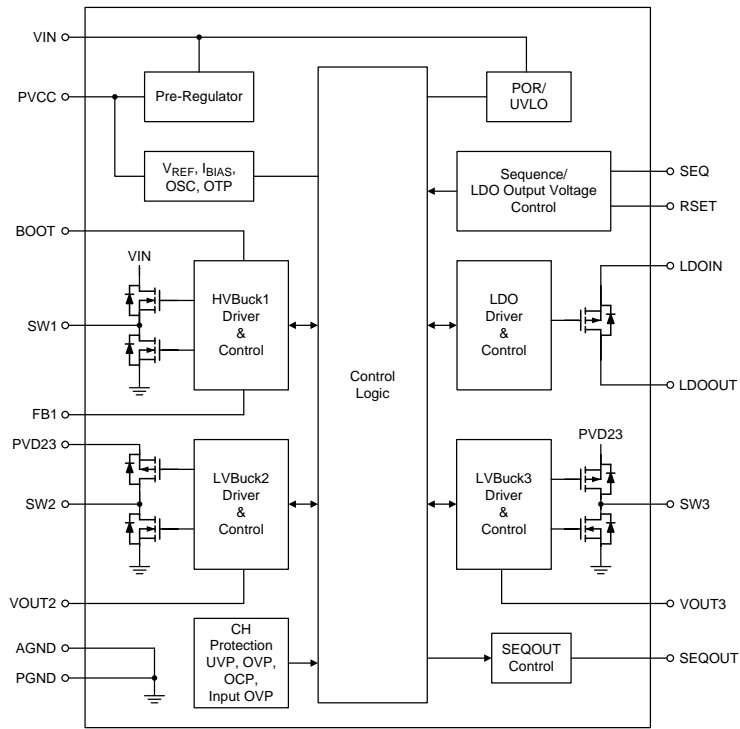 VIN
PVCC
Pre-Regulator
POR/
UVLO
VREF, IBIAS,
OSC, OTP
Sequence/
LDO Output Voltage
Control
SEQ
RSET
BOOT
VIN
SW1
HVBuck1
Driver
&
Control
FB1
Control
Logic
LDO
Driver
&
Control
LDOIN
LDOOUT
PVD23
SW2
LVBuck2
Driver
&
Control
VOUT2
LVBuck3
Driver
&
Control
PVD23
SW3
VOUT3
AGND
PGND
CH
Protection
UVP, OVP,
OCP,
Input OVP
SEQOUT
Control
SEQOUT